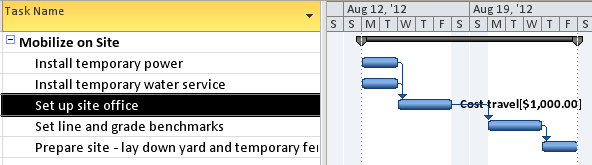 Task Name
Aug 12, '12 Aug 19, '12
S S M T W T F S S M T W T F S
Mobilize on Site
Install temporary power
Install temporary water service
Set up site office
Cost travel[$1,000.00]
Set line and grade benchmarks
Prepare site - lay down yard and temporary fe